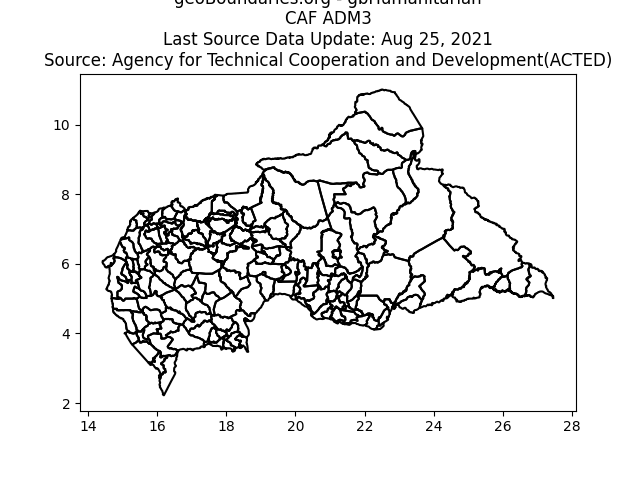 geoBoundaries.org - gbHumanitarian
CAF ADM3
Last Source Data Update: Aug 25, 2021
Source: Agency for Technical Cooperation and Development(ACTED)
10
8
6
4
2
14 16 18 20 22 24 26 28